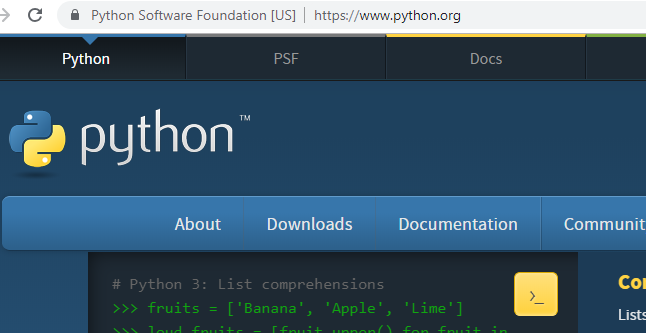 Python Software Foundation [US] | https://www.python.org
Python PSF Docs
python™
About Downloads Documentation Communit
# Python 3: List comprehensions
>_
Co
>>> fruits = ['Banana', 'Apple', 'Lime']
Lists
>>> loud_fruits = [fruit.upper() for fruit in